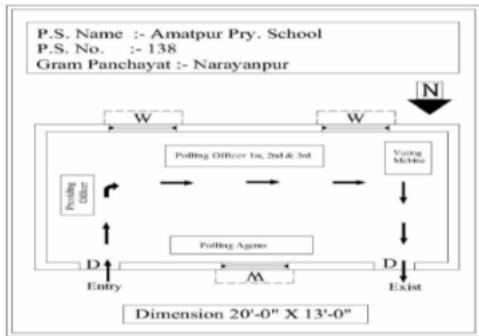 P.S. Name :- Amatpur Pry. School
P.S. No. :- 138
Gram Panchayat :- Narayanpur
N
W
W
Polling Officer 1st, 2nd & 3rd
Voting Mchine
Presiding Officer
Polling Agents
D
W
D
Entry
Exist
Dimension 20'-0" X 13'-0"